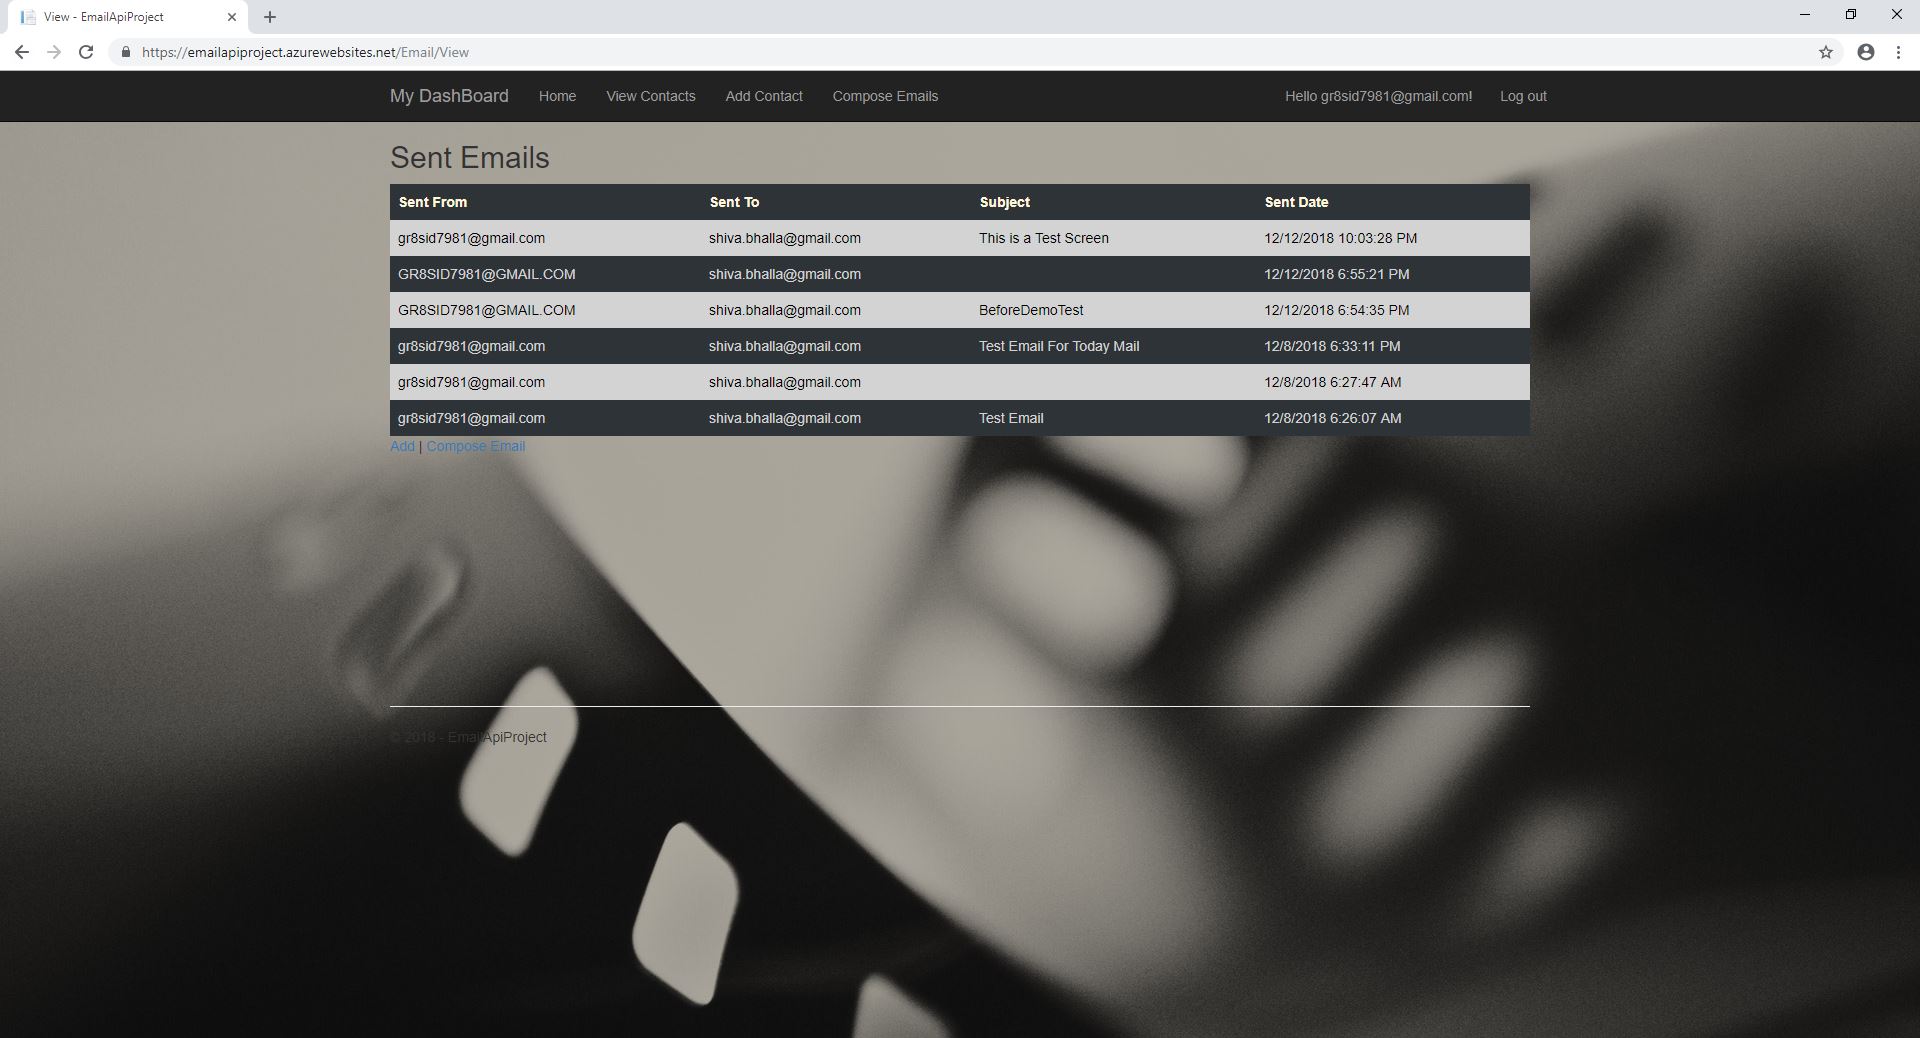 View - EmailApiProject
https://emailapiproject.azurewebsites.net/Email/View
My DashBoard Home View Contacts Add Contact Compose Emails Hello gr8sid7981@gmail.com! Log out
Sent Emails
Sent From Sent To Subject Sent Date
gr8sid7981@gmail.com shiva.bhalla@gmail.com This is a Test Screen 12/12/2018 10:03:28 PM
GR8SID7981@GMAIL.COM shiva.bhalla@gmail.com 12/12/2018 6:55:21 PM
GR8SID7981@GMAIL.COM shiva.bhalla@gmail.com BeforeDemoTest 12/12/2018 6:54:35 PM
gr8sid7981@gmail.com shiva.bhalla@gmail.com Test Email For Today Mail 12/8/2018 6:33:11 PM
gr8sid7981@gmail.com shiva.bhalla@gmail.com 12/8/2018 6:27:47 AM
gr8sid7981@gmail.com shiva.bhalla@gmail.com Test Email 12/8/2018 6:26:07 AM
Add | Compose Email
© 2018 - EmailApiProject